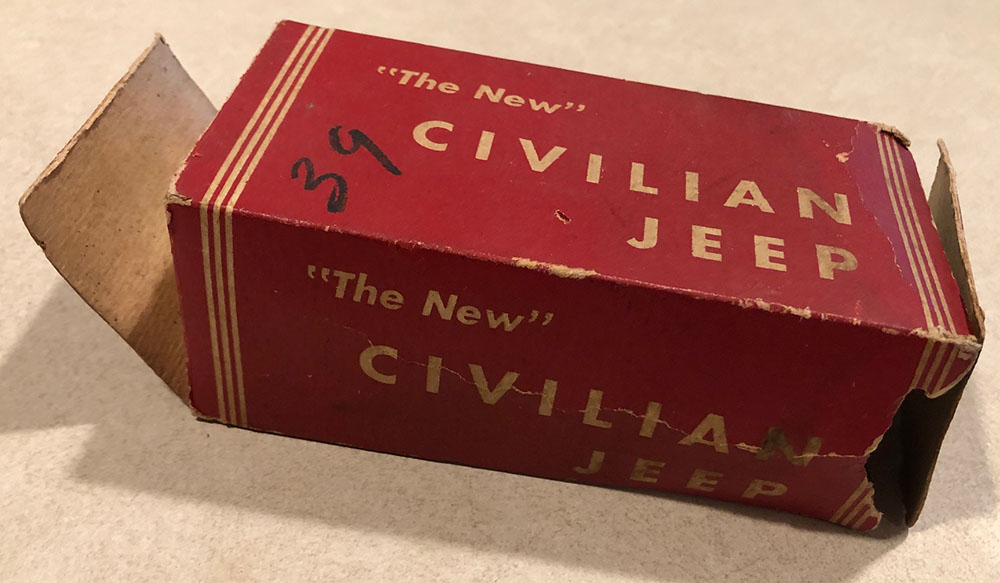 “The New”
CIVILIAN
JEEP
39
“The New”
CIVILIAN
JEEP